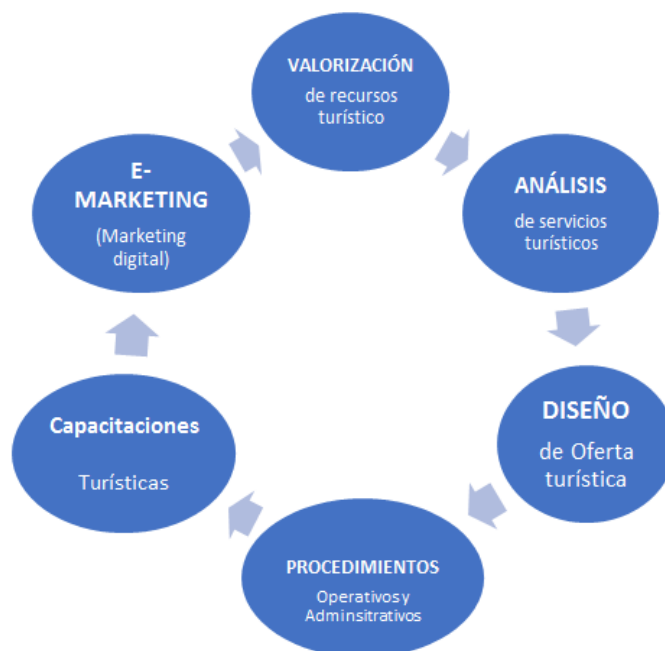 VALORIZACIÓN
de recursos
turístico
ANÁLISIS
de servicios
turísticos
DISEÑO
de Oferta
turística
PROCEDIMIENTOS
Operativos y
Adminsitrativos
Capacitaciones
Turísticas
E-
MARKETING
(Marketing
digital)